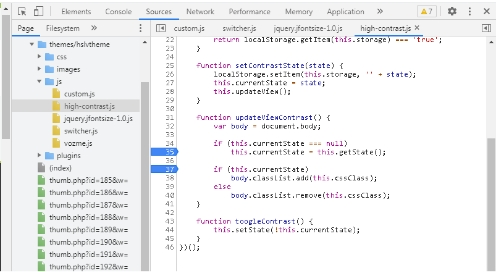 Elements Console Sources Network Performance Memory Application » 7
Page Filesystem »
custom.js switcher.js jquery.jfontsize-1.0.js high-contrast.js ×
themes/hslvtheme
css
images
js
custom.js
high-contrast.js
jquery.jfontsize-1.0.js
switcher.js
vozme.js
plugins
(index)
thumb.php?id=185&w=
thumb.php?id=186&w=
thumb.php?id=187&w=
thumb.php?id=188&w=
thumb.php?id=189&w=
thumb.php?id=190&w=
thumb.php?id=191&w=
thumb.php?id=192&w=
22 return localStorage.getItem(this.storage) === 'true';
23 }
24
25 function setContrastState(state) {
26 localStorage.setItem(this.storage, '' + state);
27 this.currentState = state;
28 this.updateView();
29 }
30
31 function updateViewContrast() {
32 var body = document.body;
33
34 if (this.currentState === null)
35 this.currentState = this.getState();
36
37 if (this.currentState)
38 body.classList.add(this.cssClass);
39 else
40 body.classList.remove(this.cssClass);
41 }
42
43 function toogleContrast() {
44 this.setState(!this.currentState);
45 }
46 })();